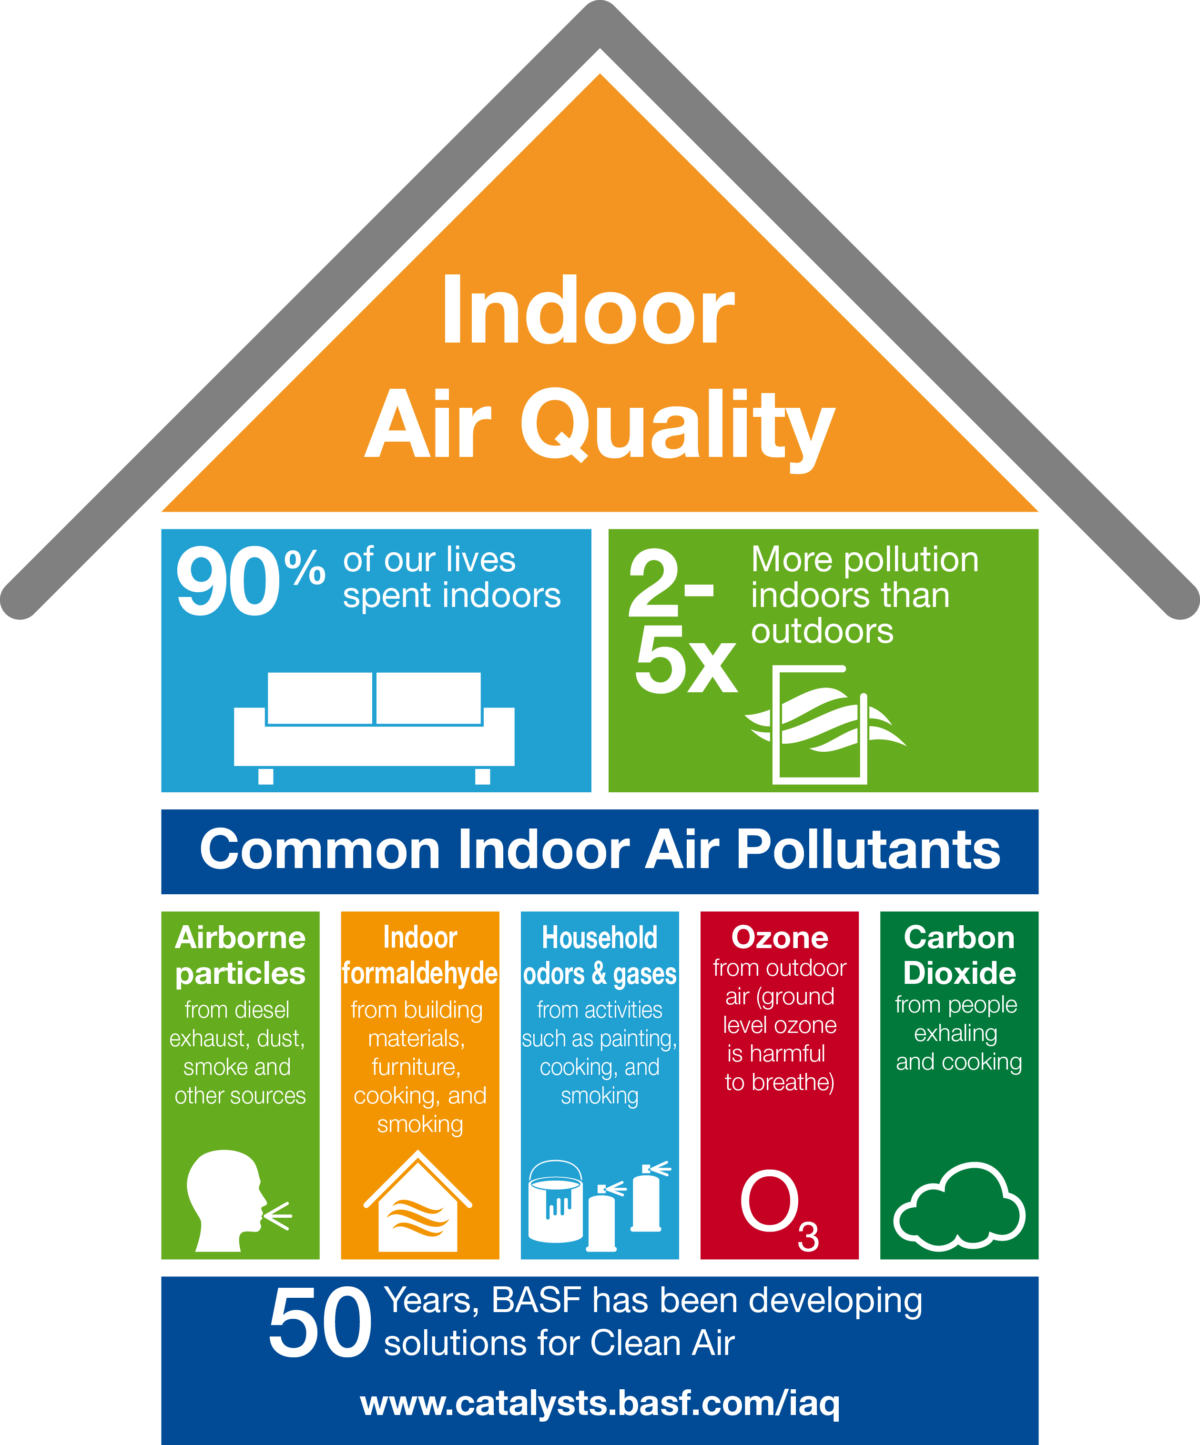 Indoor
Air Quality
90% of our lives
spent indoors
2-
5x
More pollution
indoors than
outdoors
Common Indoor Air Pollutants
Airborne
particles
from diesel
exhaust, dust,
smoke and
other sources
Indoor
formaldehyde
from building
materials,
furniture,
cooking, and
smoking
Household
odors & gases
from activities
such as painting,
cooking, and
smoking
Ozone
from outdoor
air (ground
level ozone
is harmful
to breathe)
O3
Carbon
Dioxide
from people
exhaling
and cooking
50 Years, BASF has been developing
solutions for Clean Air
www.catalysts.basf.com/iaq